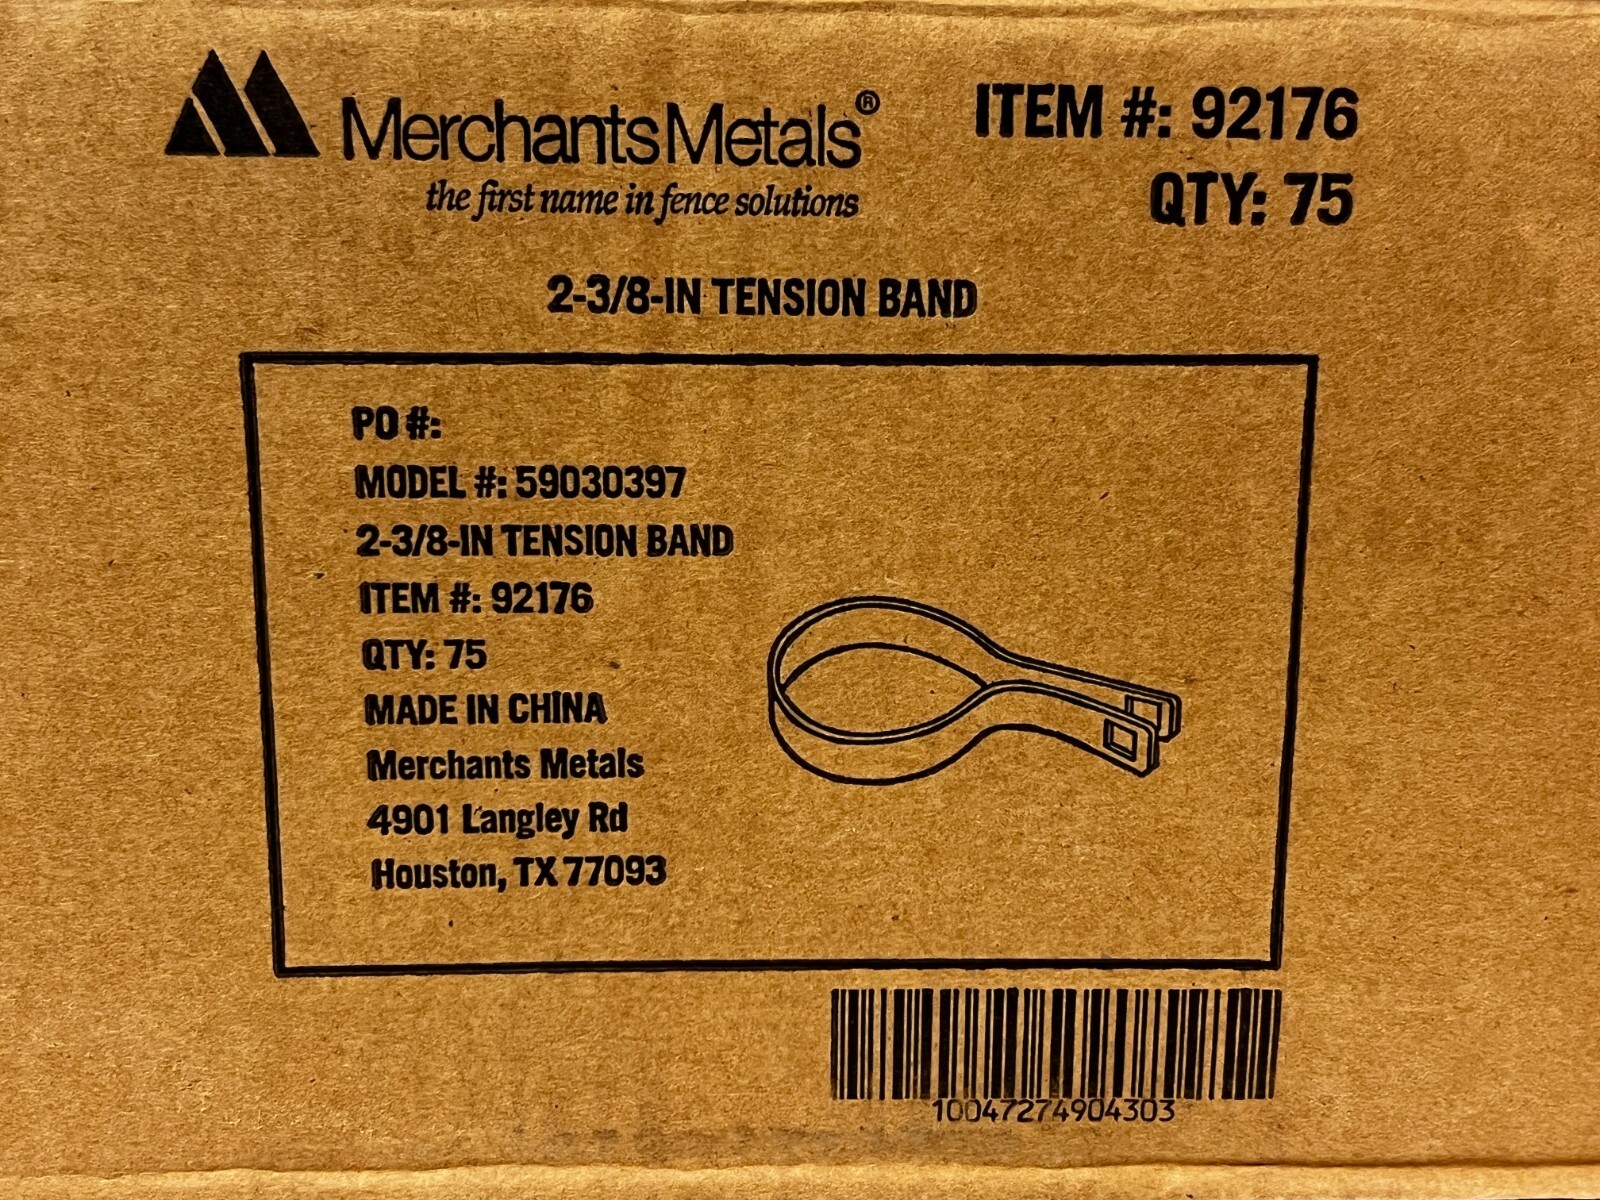 MerchantsMetals®
the first name in fence solutions
ITEM #: 92176
QTY: 75
2-3/8-IN TENSION BAND
PO #:
MODEL #: 59030397
2-3/8-IN TENSION BAND
ITEM #: 92176
QTY: 75
MADE IN CHINA
Merchants Metals
4901 Langley Rd
Houston, TX 77093
10047274904303